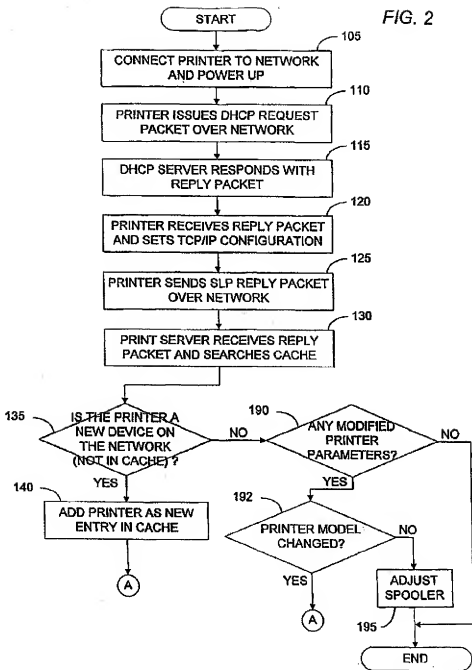 START
FIG. 2
105
CONNECT PRINTER TO NETWORK
AND POWER UP
110
PRINTER ISSUES DHCP REQUEST
PACKET OVER NETWORK
115
DHCP SERVER RESPONDS WITH
REPLY PACKET
120
PRINTER RECEIVES REPLY PACKET
AND SETS TCP/IP CONFIGURATION
125
PRINTER SENDS SLP REPLY PACKET
OVER NETWORK
130
PRINT SERVER RECEIVES REPLY
PACKET AND SEARCHES CACHE
135
IS THE PRINTER A
NEW DEVICE ON
THE NETWORK
(NOT IN CACHE) ?
NO
YES
190
ANY MODIFIED
PRINTER
PARAMETERS?
NO
YES
140
ADD PRINTER AS NEW
ENTRY IN CACHE
A
192
PRINTER MODEL
CHANGED?
NO
YES
A
ADJUST
SPOOLER
195
END